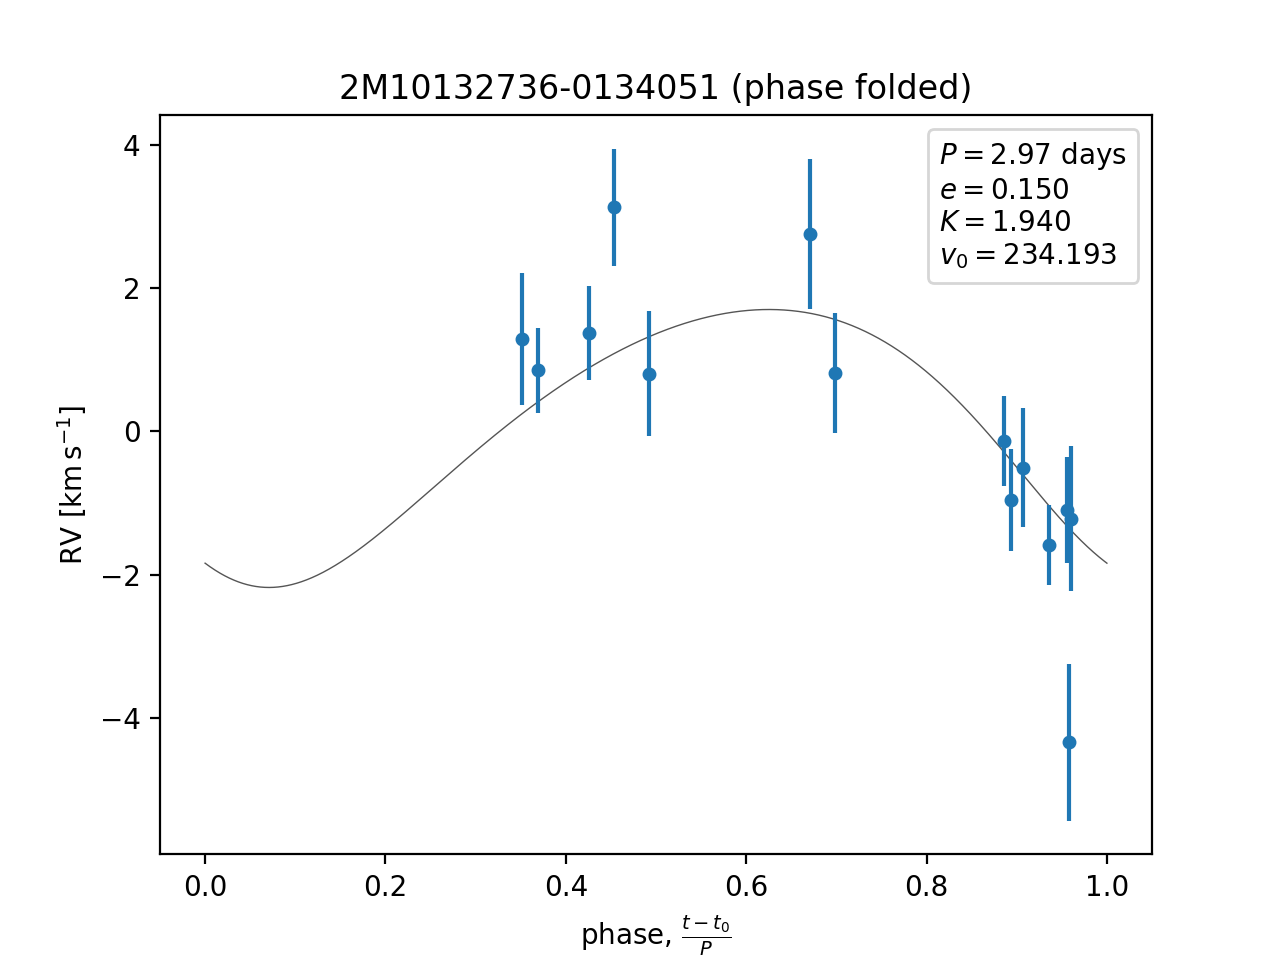 2M10132736-0134051 (phase folded)
P = 2.97 days
e = 0.150
K = 1.940
v₀ = 234.193
RV [km s⁻¹]
4
2
0
−2
−4
0.0 0.2 0.4 0.6 0.8 1.0
phase, (t − t₀)/P